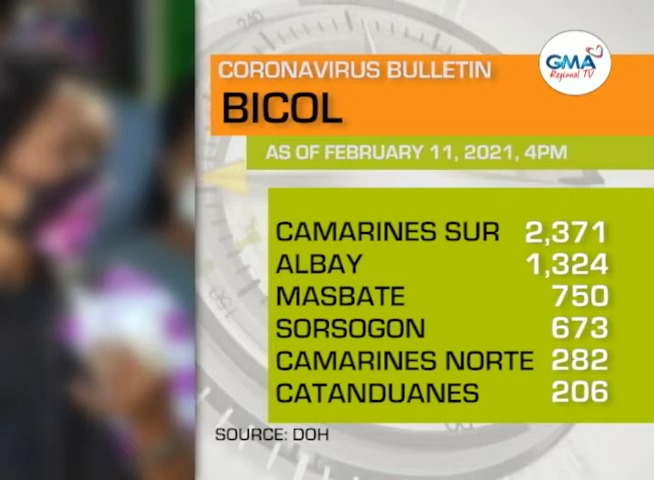 GMA
Regional TV
CORONAVIRUS BULLETIN
BICOL
AS OF FEBRUARY 11, 2021, 4PM
CAMARINES SUR 2,371
ALBAY 1,324
MASBATE 750
SORSOGON 673
CAMARINES NORTE 282
CATANDUANES 206
SOURCE: DOH